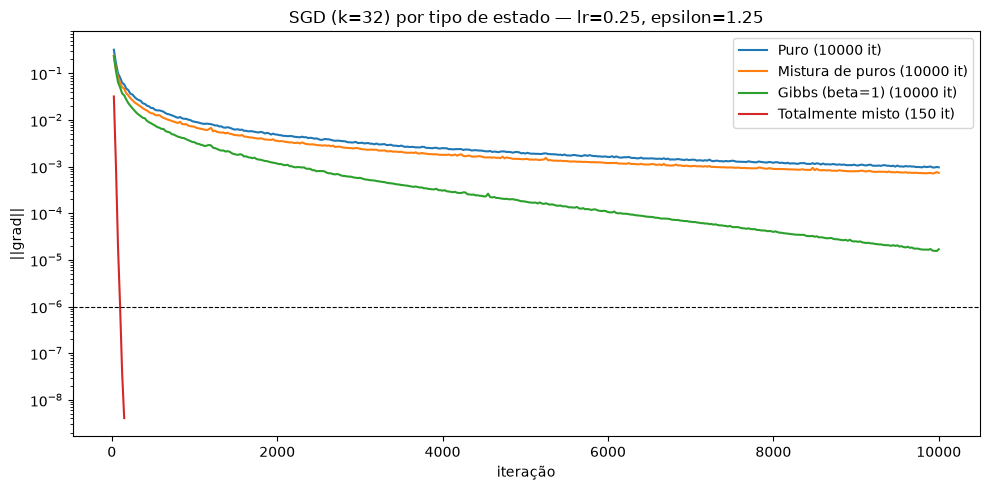 SGD (k=32) por tipo de estado — lr=0.25, epsilon=1.25
Puro (10000 it)
Mistura de puros (10000 it)
Gibbs (beta=1) (10000 it)
Totalmente misto (150 it)
||grad||
10⁻¹
10⁻²
10⁻³
10⁻⁴
10⁻⁵
10⁻⁶
10⁻⁷
10⁻⁸
0 2000 4000 6000 8000 10000
iteração